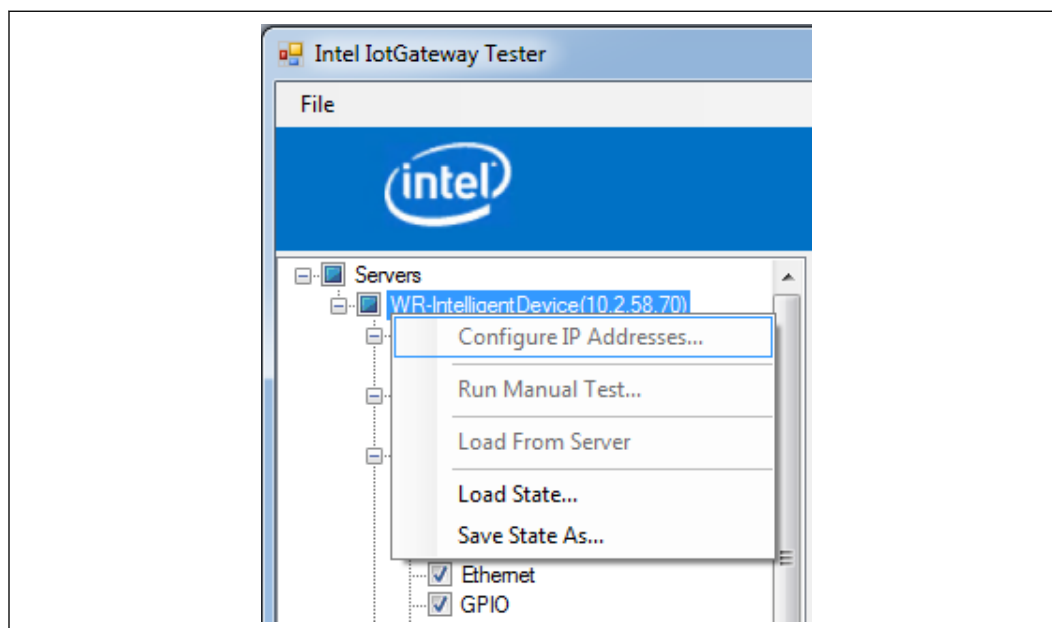 Intel IotGateway Tester
File
intel
Servers
WR-IntelligentDevice(10.2.58.70)
Configure IP Addresses...
Run Manual Test...
Load From Server
Load State...
Save State As...
Ethernet
GPIO